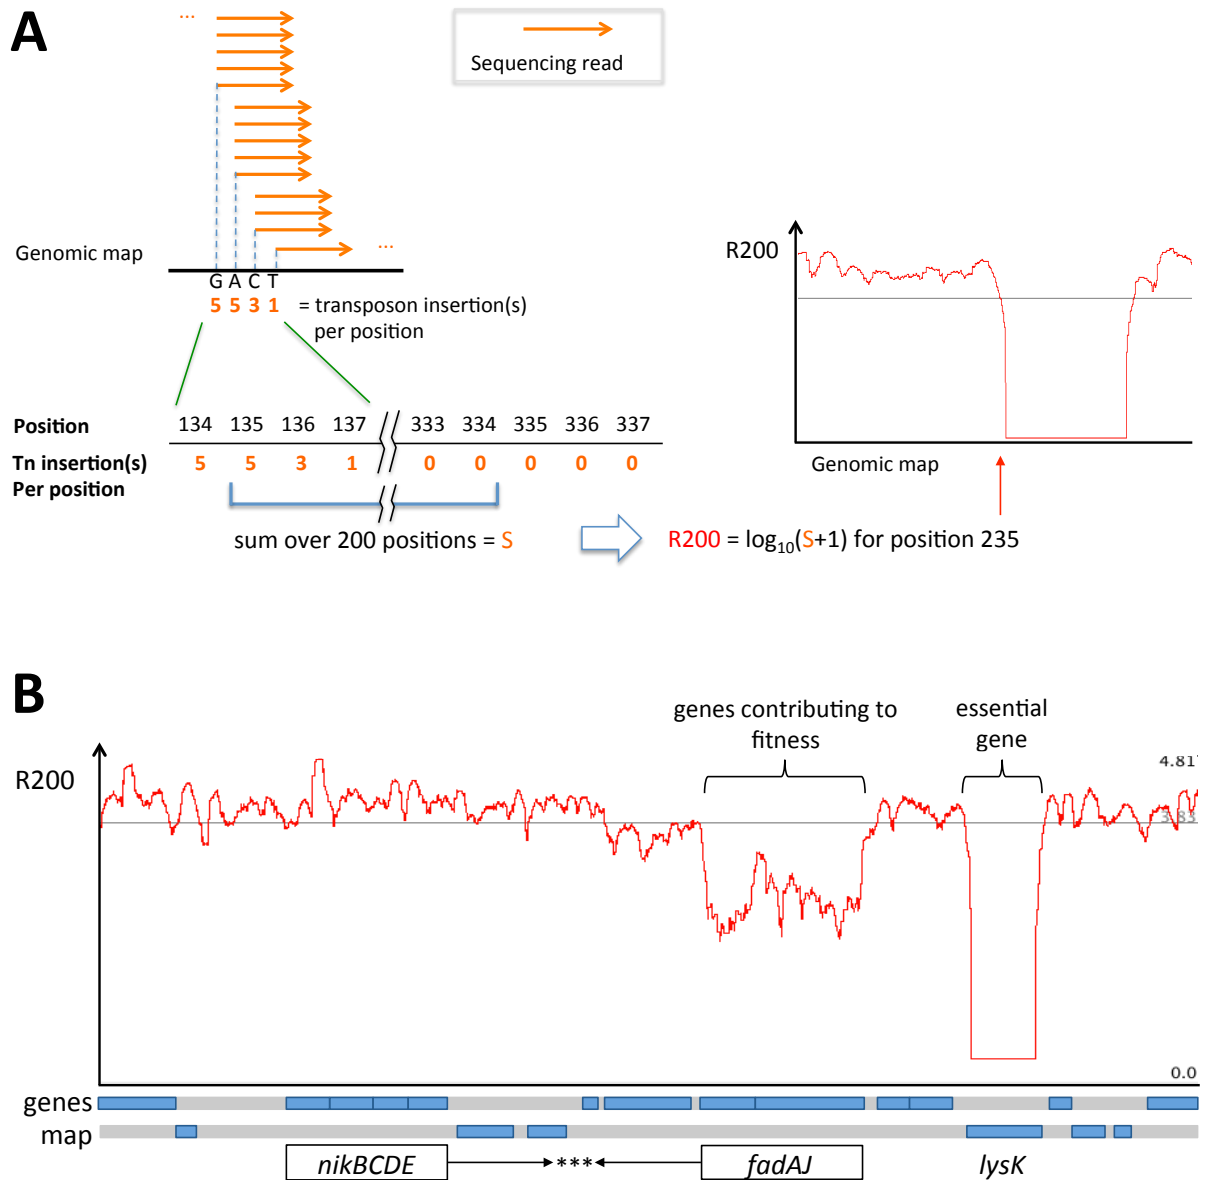 A
...
Sequencing read
...
Genomic map
G A C T
5 5 3 1 = transposon insertion(s)
per position
R200
Genomic map
Position 134 135 136 137 333 334 335 336 337
Tn insertion(s) 5 5 3 1 0 0 0 0 0
Per position
sum over 200 positions = S
R200 = log₁₀(S+1) for position 235
B
genes contributing to
fitness
essential
gene
R200
4.81
3.83
0.0
genes
map
nikBCDE *** fadAJ lysK